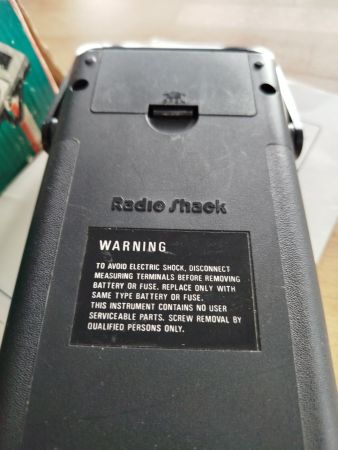 Radio Shack
WARNING
TO AVOID ELECTRIC SHOCK, DISCONNECT
MEASURING TERMINALS BEFORE REMOVING
BATTERY OR FUSE. REPLACE ONLY WITH
SAME TYPE BATTERY OR FUSE.
THIS INSTRUMENT CONTAINS NO USER
SERVICEABLE PARTS. SCREW REMOVAL BY
QUALIFIED PERSONS ONLY.